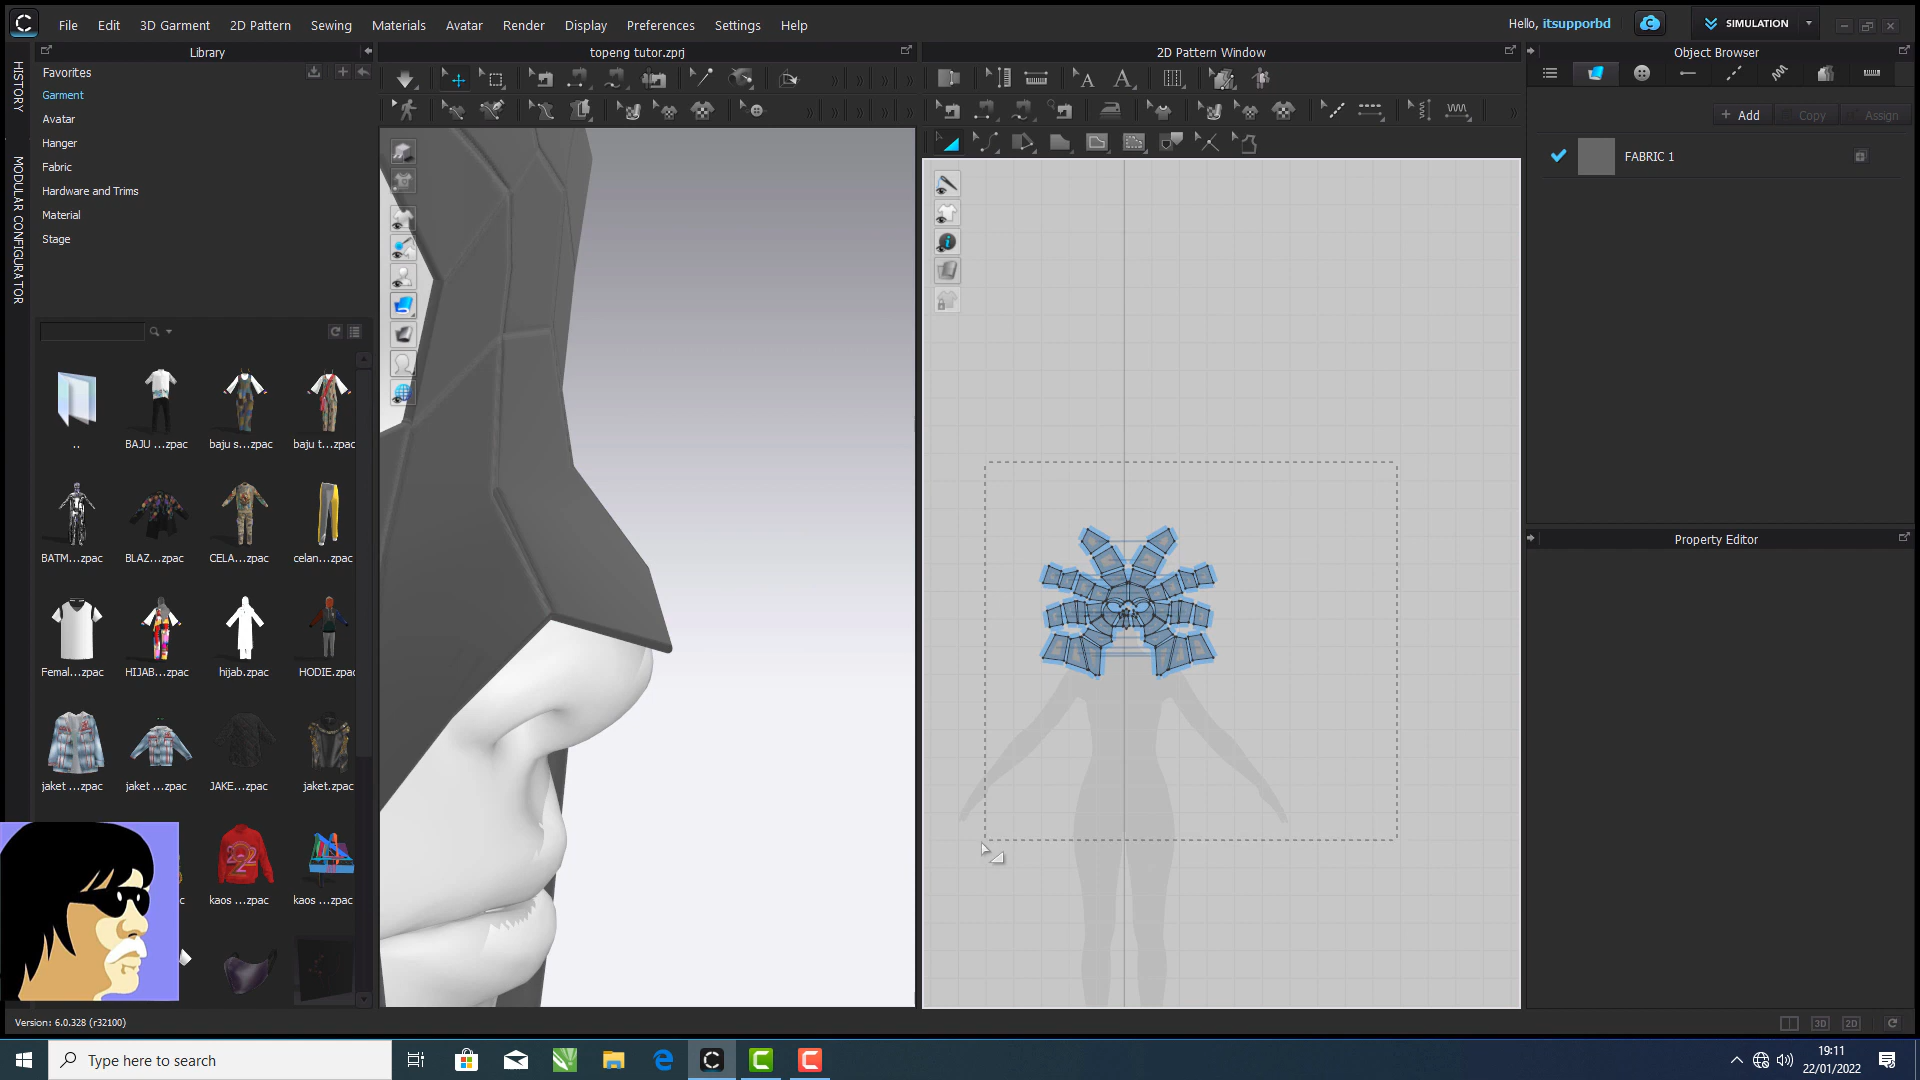 File Edit 3D Garment 2D Pattern Sewing Materials Avatar Render Display Preferences Settings Help
Hello, itsupporbd
SIMULATION
Library
topeng tutor.zprj
2D Pattern Window
Object Browser
HISTORY
MODULAR CONFIGURATOR
Favorites
Garment
Avatar
Hanger
Fabric
Hardware and Trims
Material
Stage
+ Add
Copy
Assign
FABRIC 1
Property Editor
..
BAJU ...zpac
baju s...zpac
baju t...zpac
BATM...zpac
BLAZ...zpac
CELA...zpac
celan...zpac
Femal...zpac
HIJAB...zpac
hijab.zpac
HODIE.zpac
jaket ...zpac
jaket ...zpac
JAKE...zpac
jaket.zpac
kaos ...zpac
kaos ...zpac
Version: 6.0.328 (r32100)
3D
2D
Type here to search
19:11
22/01/2022